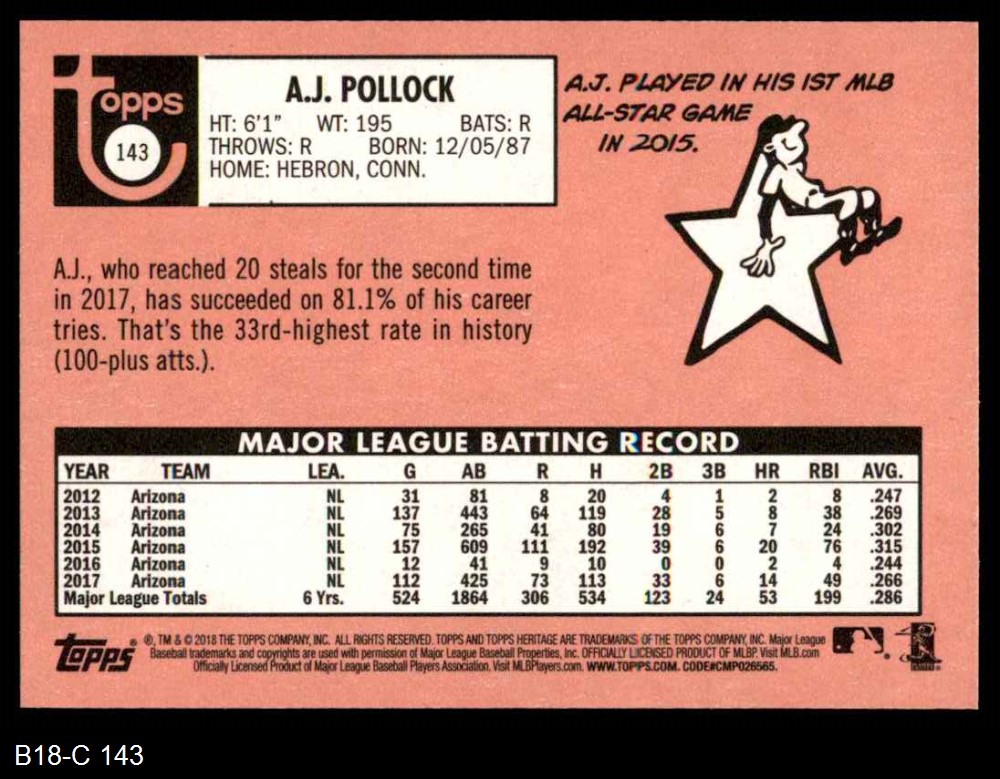 Topps
143
A.J. POLLOCK
HT: 6'1" WT: 195 BATS: R
THROWS: R BORN: 12/05/87
HOME: HEBRON, CONN.
A.J. PLAYED IN HIS 1ST MLB
ALL-STAR GAME
IN 2015.
A.J., who reached 20 steals for the second time
in 2017, has succeeded on 81.1% of his career
tries. That's the 33rd-highest rate in history
(100-plus atts.).
MAJOR LEAGUE BATTING RECORD
YEAR TEAM LEA. G AB R H 2B 3B HR RBI AVG.
2012 Arizona NL 31 81 8 20 4 1 2 8 .247
2013 Arizona NL 137 443 64 119 28 5 8 38 .269
2014 Arizona NL 75 265 41 80 19 6 7 24 .302
2015 Arizona NL 157 609 111 192 39 6 20 76 .315
2016 Arizona NL 12 41 9 10 0 0 2 4 .244
2017 Arizona NL 112 425 73 113 33 6 14 49 .266
Major League Totals 6 Yrs. 524 1864 306 534 123 24 53 199 .286
Topps ® ®, TM & © 2018 THE TOPPS COMPANY, INC. ALL RIGHTS RESERVED. TOPPS AND TOPPS HERITAGE ARE TRADEMARKS OF THE TOPPS COMPANY, INC. Major League
Baseball trademarks and copyrights are used with permission of Major League Baseball Properties, Inc. OFFICIALLY LICENSED PRODUCT OF MLBP. Visit MLB.com
Officially Licensed Product of Major League Baseball Players Association. Visit MLBPlayers.com. WWW.TOPPS.COM. CODE#CMP026565.
B18-C 143